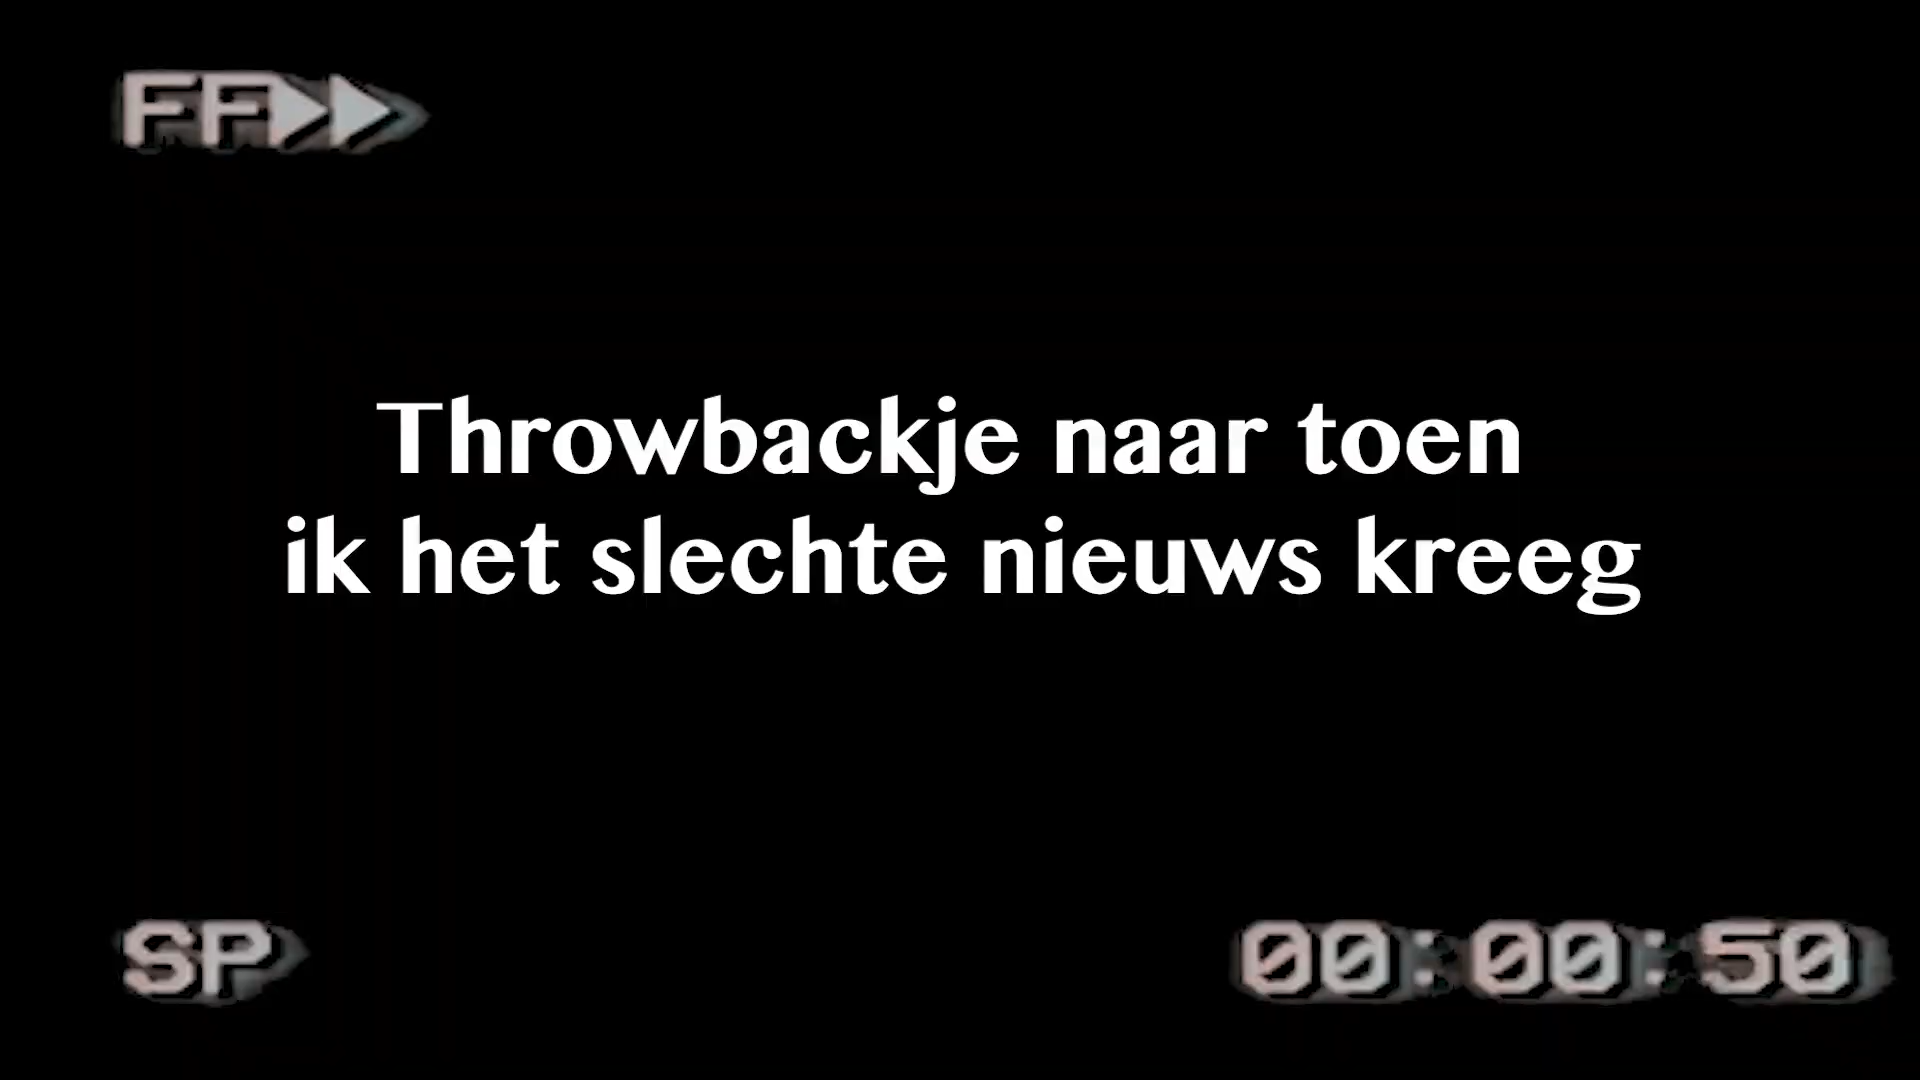 FF
Throwbackje naar toen
ik het slechte nieuws kreeg
SP
00:00:50